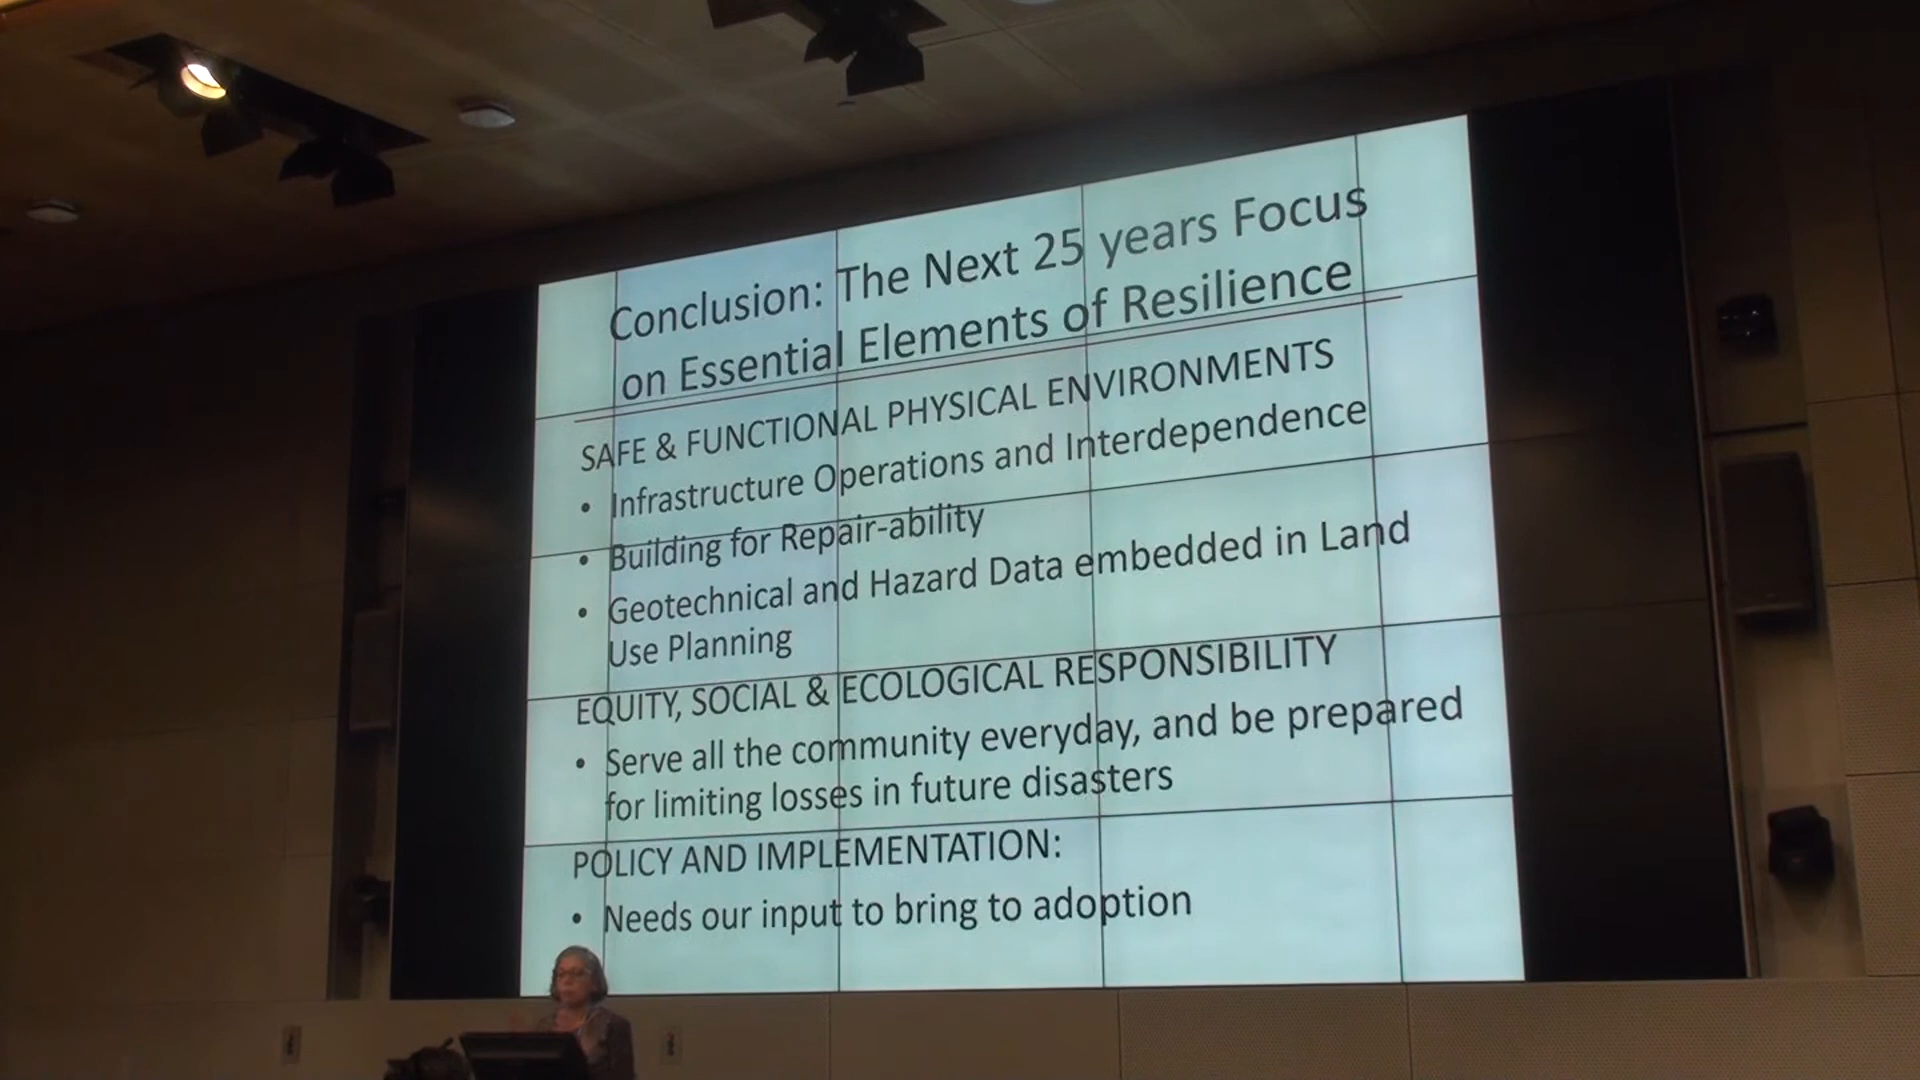 Conclusion: The Next 25 years Focus
on Essential Elements of Resilience
SAFE & FUNCTIONAL PHYSICAL ENVIRONMENTS
• Infrastructure Operations and Interdependence
• Building for Repair-ability
• Geotechnical and Hazard Data embedded in Land
Use Planning
EQUITY, SOCIAL & ECOLOGICAL RESPONSIBILITY
• Serve all the community everyday, and be prepared
for limiting losses in future disasters
POLICY AND IMPLEMENTATION:
• Needs our input to bring to adoption